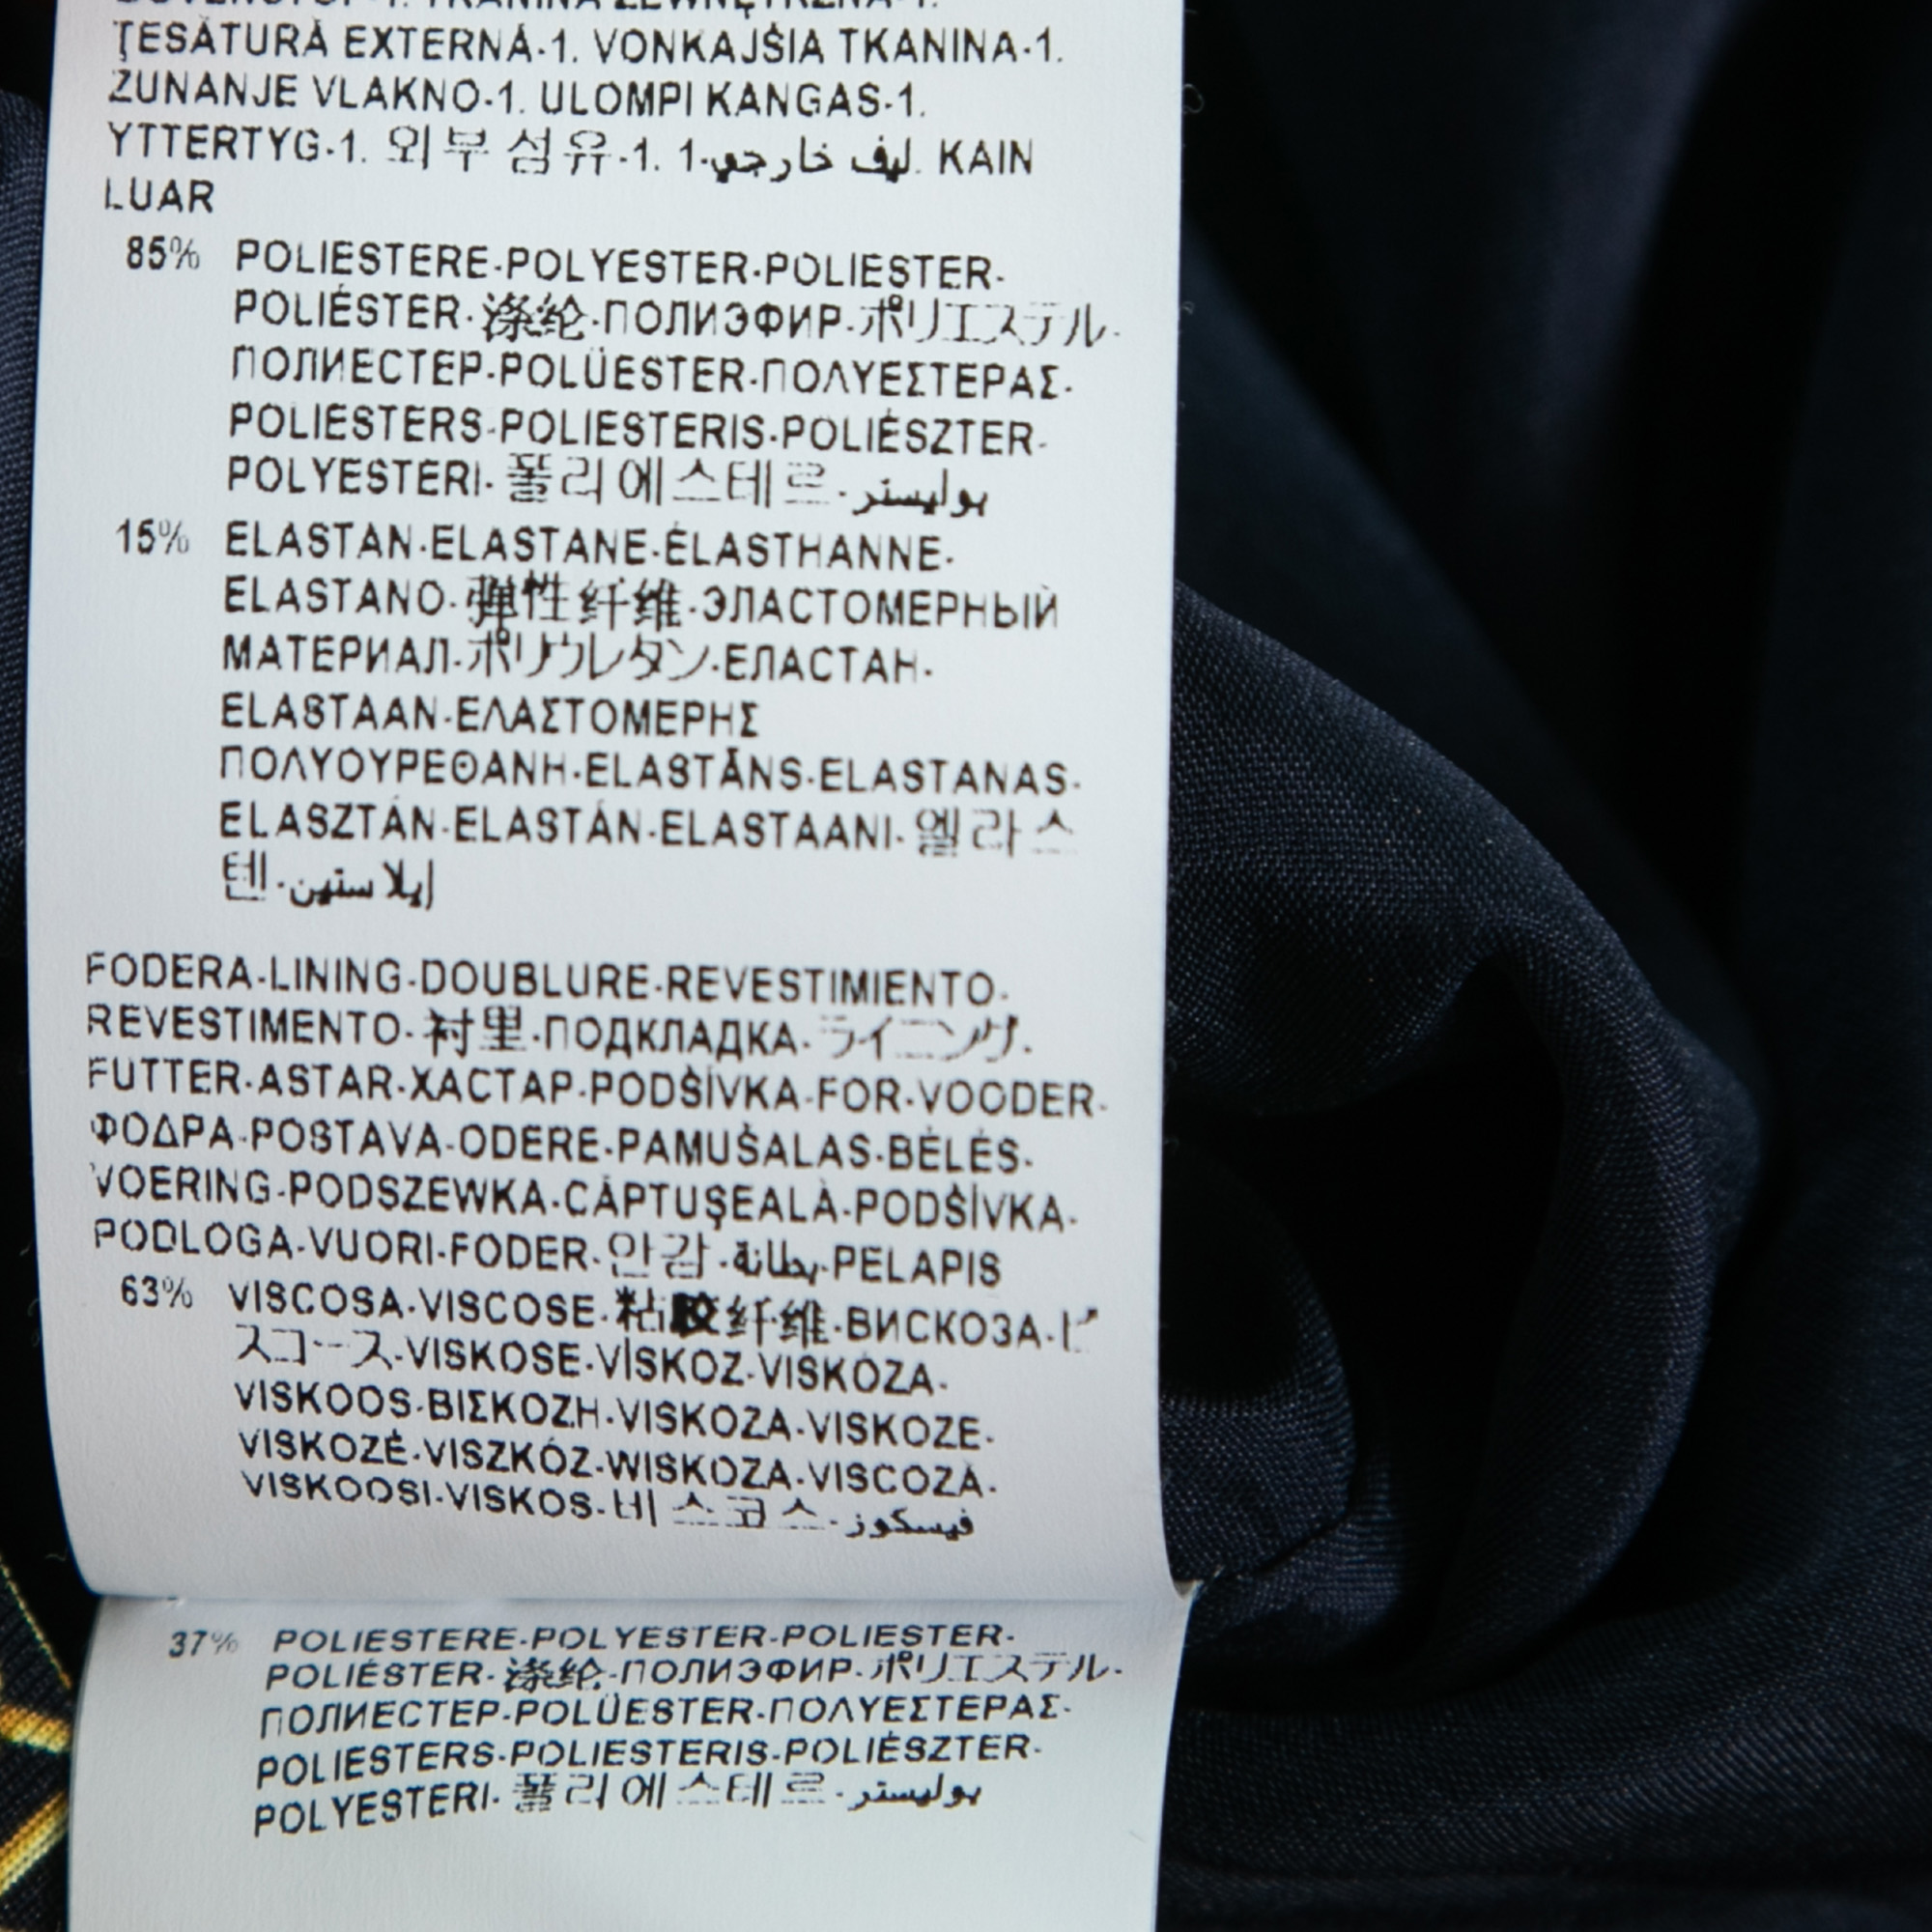 TKANINA ZEWNĘTRZNA-1.
ŢESĂTURĂ EXTERNĂ-1. VONKAJŠIA TKANINA-1.
ZUNANJE VLAKNO-1. ULOMPI KANGAS-1.
YTTERTYG-1. 외부 섬유-1. 1-ليف خارجي. KAIN
LUAR
85% POLIESTERE-POLYESTER-POLIESTER-
POLIÉSTER-涤纶-ПОЛИЭФИР-ポリエステル-
ПОЛИЕСТЕР-POLÜESTER-ΠΟΛΥΕΣΤΕΡΑΣ-
POLIESTERS-POLIESTERIS-POLIÉSZTER-
POLYESTERI-폴리에스테르-بوليستر
15% ELASTAN-ELASTANE-ÉLASTHANNE-
ELASTANO-弹性纤维-ЭЛАСТОМЕРНЫЙ
МАТЕРИАЛ-ポリウレタン-ЕЛАСТАН-
ELASTAAN-ΕΛΑΣΤΟΜΕΡΗΣ
ΠΟΛΥΟΥΡΕΘΑΝΗ-ELASTĀNS-ELASTANAS-
ELASZTÁN-ELASTÁN-ELASTAANI-엘라스
텐-إيلاستين
FODERA-LINING-DOUBLURE-REVESTIMIENTO-
REVESTIMENTO-衬里-ПОДКЛАДКА-ライニング-
FUTTER-ASTAR-ХАСТАР-PODŠÍVKA-FOR-VOODER-
ΦΟΔΡΑ-POSTAVA-ODERE-PAMUŠALAS-BÉLÉS-
VOERING-PODSZEWKA-CĂPTUŞEALĂ-PODŠÍVKA-
PODLOGA-VUORI-FODER-안감-بطانة-PELAPIS
63% VISCOSA-VISCOSE-粘胶纤维-ВИСКОЗА-ビ
スコース-VISKOSE-VİSKOZ-VISKÓZA-
VISKOOS-ΒΙΣΚΟΖΗ-VISKOZA-VISKOZE-
VISKOZĖ-VISZKÓZ-WISKOZA-VISCOZĂ-
VISKOOSI-VISKOS-비스코스-فيسكوز
37% POLIESTERE-POLYESTER-POLIESTER-
POLIÉSTER-涤纶-ПОЛИЭФИР-ポリエステル-
ПОЛИЕСТЕР-POLÜESTER-ΠΟΛΥΕΣΤΕΡΑΣ-
POLIESTERS-POLIESTERIS-POLIÉSZTER-
POLYESTERI-폴리에스테르-بوليستر